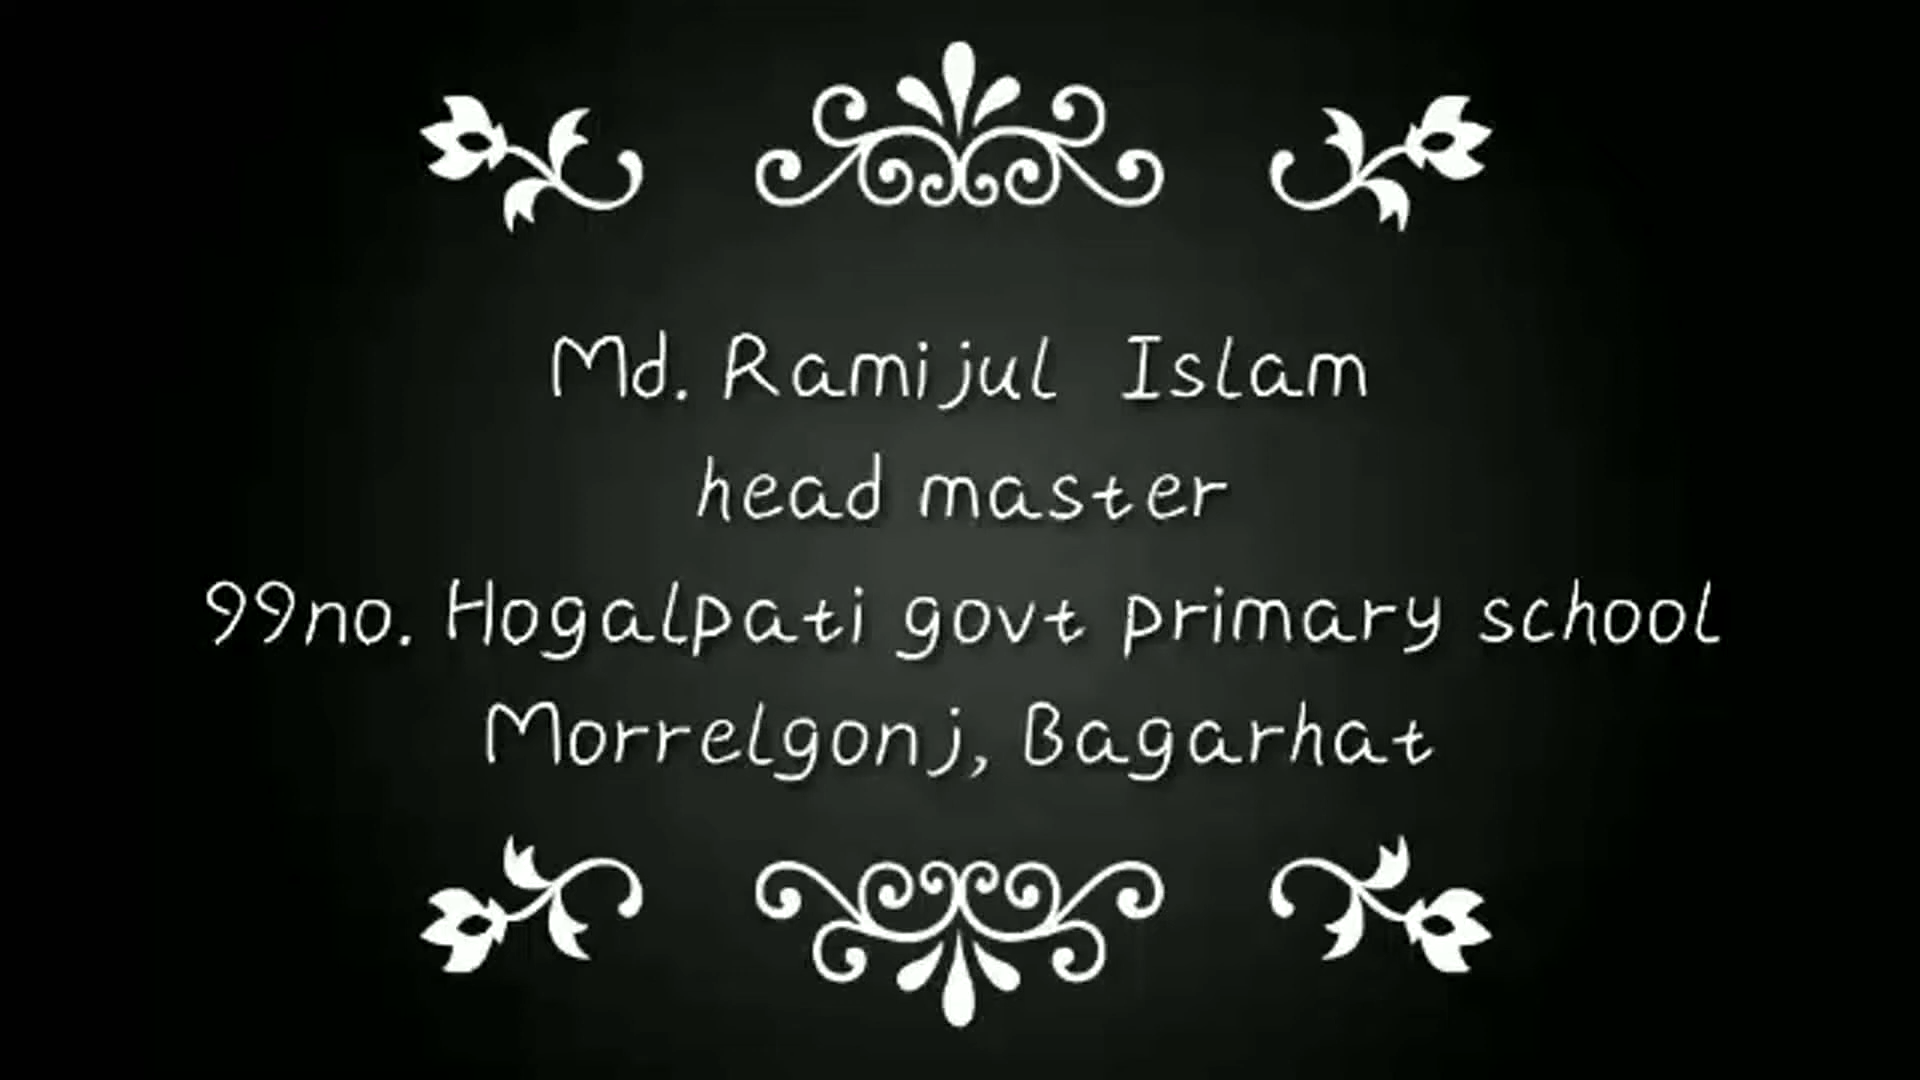 Md. Ramijul Islam
head master
99no. Hogalpati govt primary school
Morrelgonj, Bagarhat